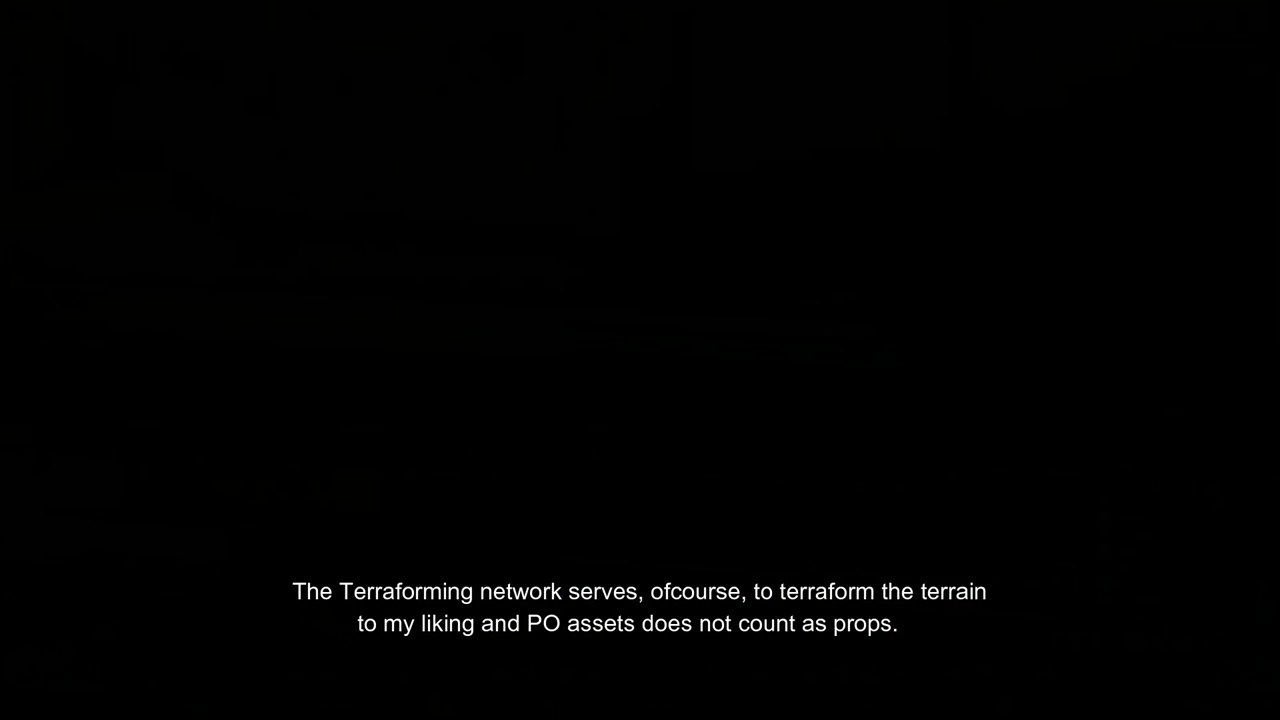 The Terraforming network serves, ofcourse, to terraform the terrain
to my liking and PO assets does not count as props.